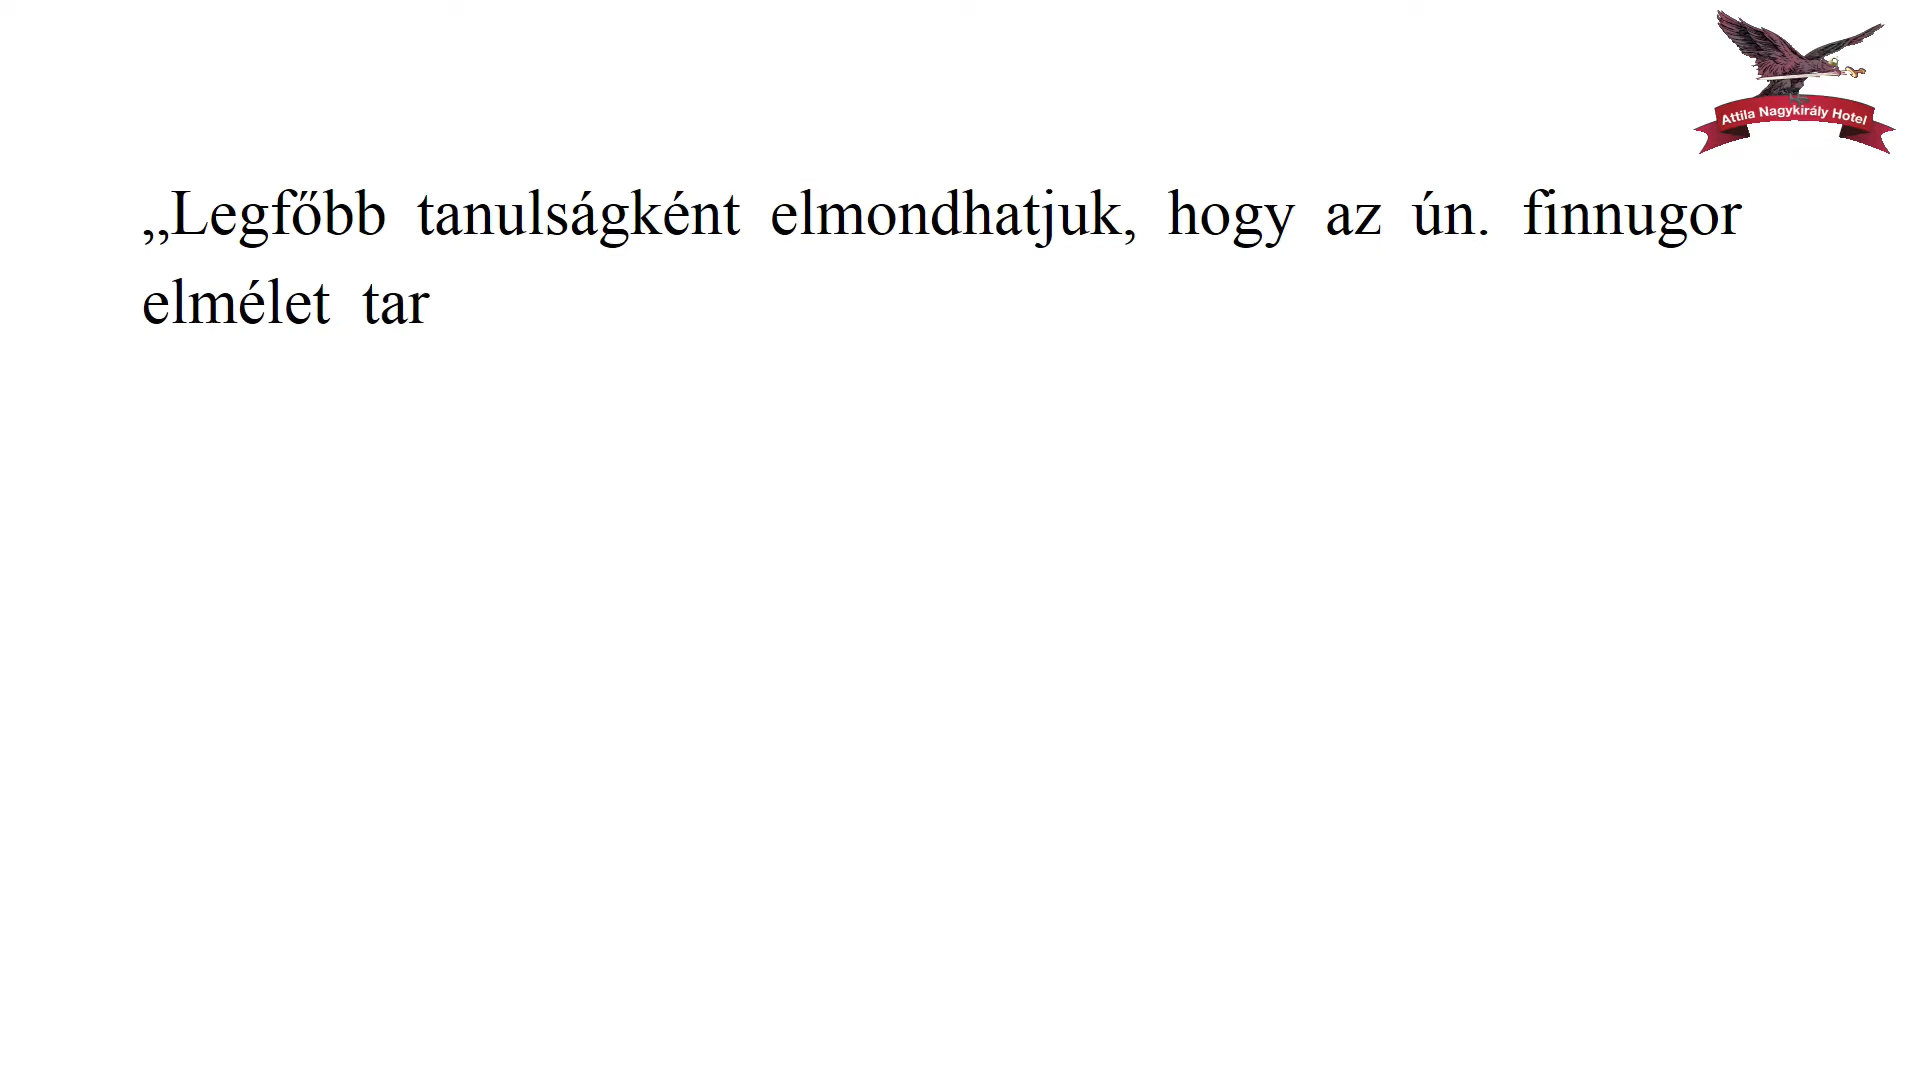 Attila Nagykirály Hotel
„Legfőbb tanulságként elmondhatjuk, hogy az ún. finnugor
elmélet tar